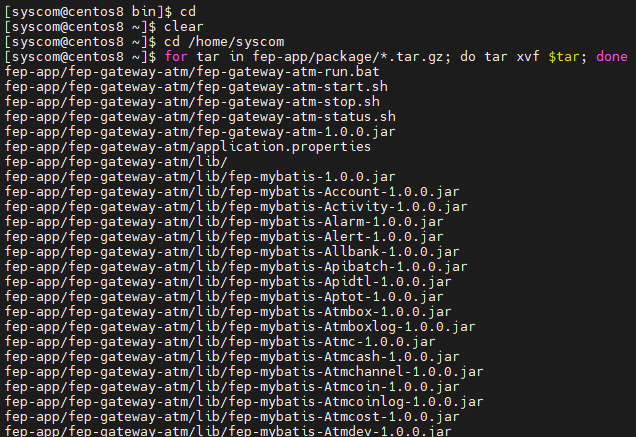 [syscom@centos8 bin]$ cd
[syscom@centos8 ~]$ clear
[syscom@centos8 ~]$ cd /home/syscom
[syscom@centos8 ~]$ for tar in fep-app/package/*.tar.gz; do tar xvf $tar; done
fep-app/fep-gateway-atm/fep-gateway-atm-run.bat
fep-app/fep-gateway-atm/fep-gateway-atm-start.sh
fep-app/fep-gateway-atm/fep-gateway-atm-stop.sh
fep-app/fep-gateway-atm/fep-gateway-atm-status.sh
fep-app/fep-gateway-atm/fep-gateway-atm-1.0.0.jar
fep-app/fep-gateway-atm/application.properties
fep-app/fep-gateway-atm/lib/
fep-app/fep-gateway-atm/lib/fep-mybatis-1.0.0.jar
fep-app/fep-gateway-atm/lib/fep-mybatis-Account-1.0.0.jar
fep-app/fep-gateway-atm/lib/fep-mybatis-Activity-1.0.0.jar
fep-app/fep-gateway-atm/lib/fep-mybatis-Alarm-1.0.0.jar
fep-app/fep-gateway-atm/lib/fep-mybatis-Alert-1.0.0.jar
fep-app/fep-gateway-atm/lib/fep-mybatis-Allbank-1.0.0.jar
fep-app/fep-gateway-atm/lib/fep-mybatis-Apibatch-1.0.0.jar
fep-app/fep-gateway-atm/lib/fep-mybatis-Apidtl-1.0.0.jar
fep-app/fep-gateway-atm/lib/fep-mybatis-Aptot-1.0.0.jar
fep-app/fep-gateway-atm/lib/fep-mybatis-Atmbox-1.0.0.jar
fep-app/fep-gateway-atm/lib/fep-mybatis-Atmboxlog-1.0.0.jar
fep-app/fep-gateway-atm/lib/fep-mybatis-Atmc-1.0.0.jar
fep-app/fep-gateway-atm/lib/fep-mybatis-Atmcash-1.0.0.jar
fep-app/fep-gateway-atm/lib/fep-mybatis-Atmchannel-1.0.0.jar
fep-app/fep-gateway-atm/lib/fep-mybatis-Atmcoin-1.0.0.jar
fep-app/fep-gateway-atm/lib/fep-mybatis-Atmcoinlog-1.0.0.jar
fep-app/fep-gateway-atm/lib/fep-mybatis-Atmcost-1.0.0.jar
fep-app/fep-gateway-atm/lib/fep-mybatis-Atmdev-1.0.0.jar